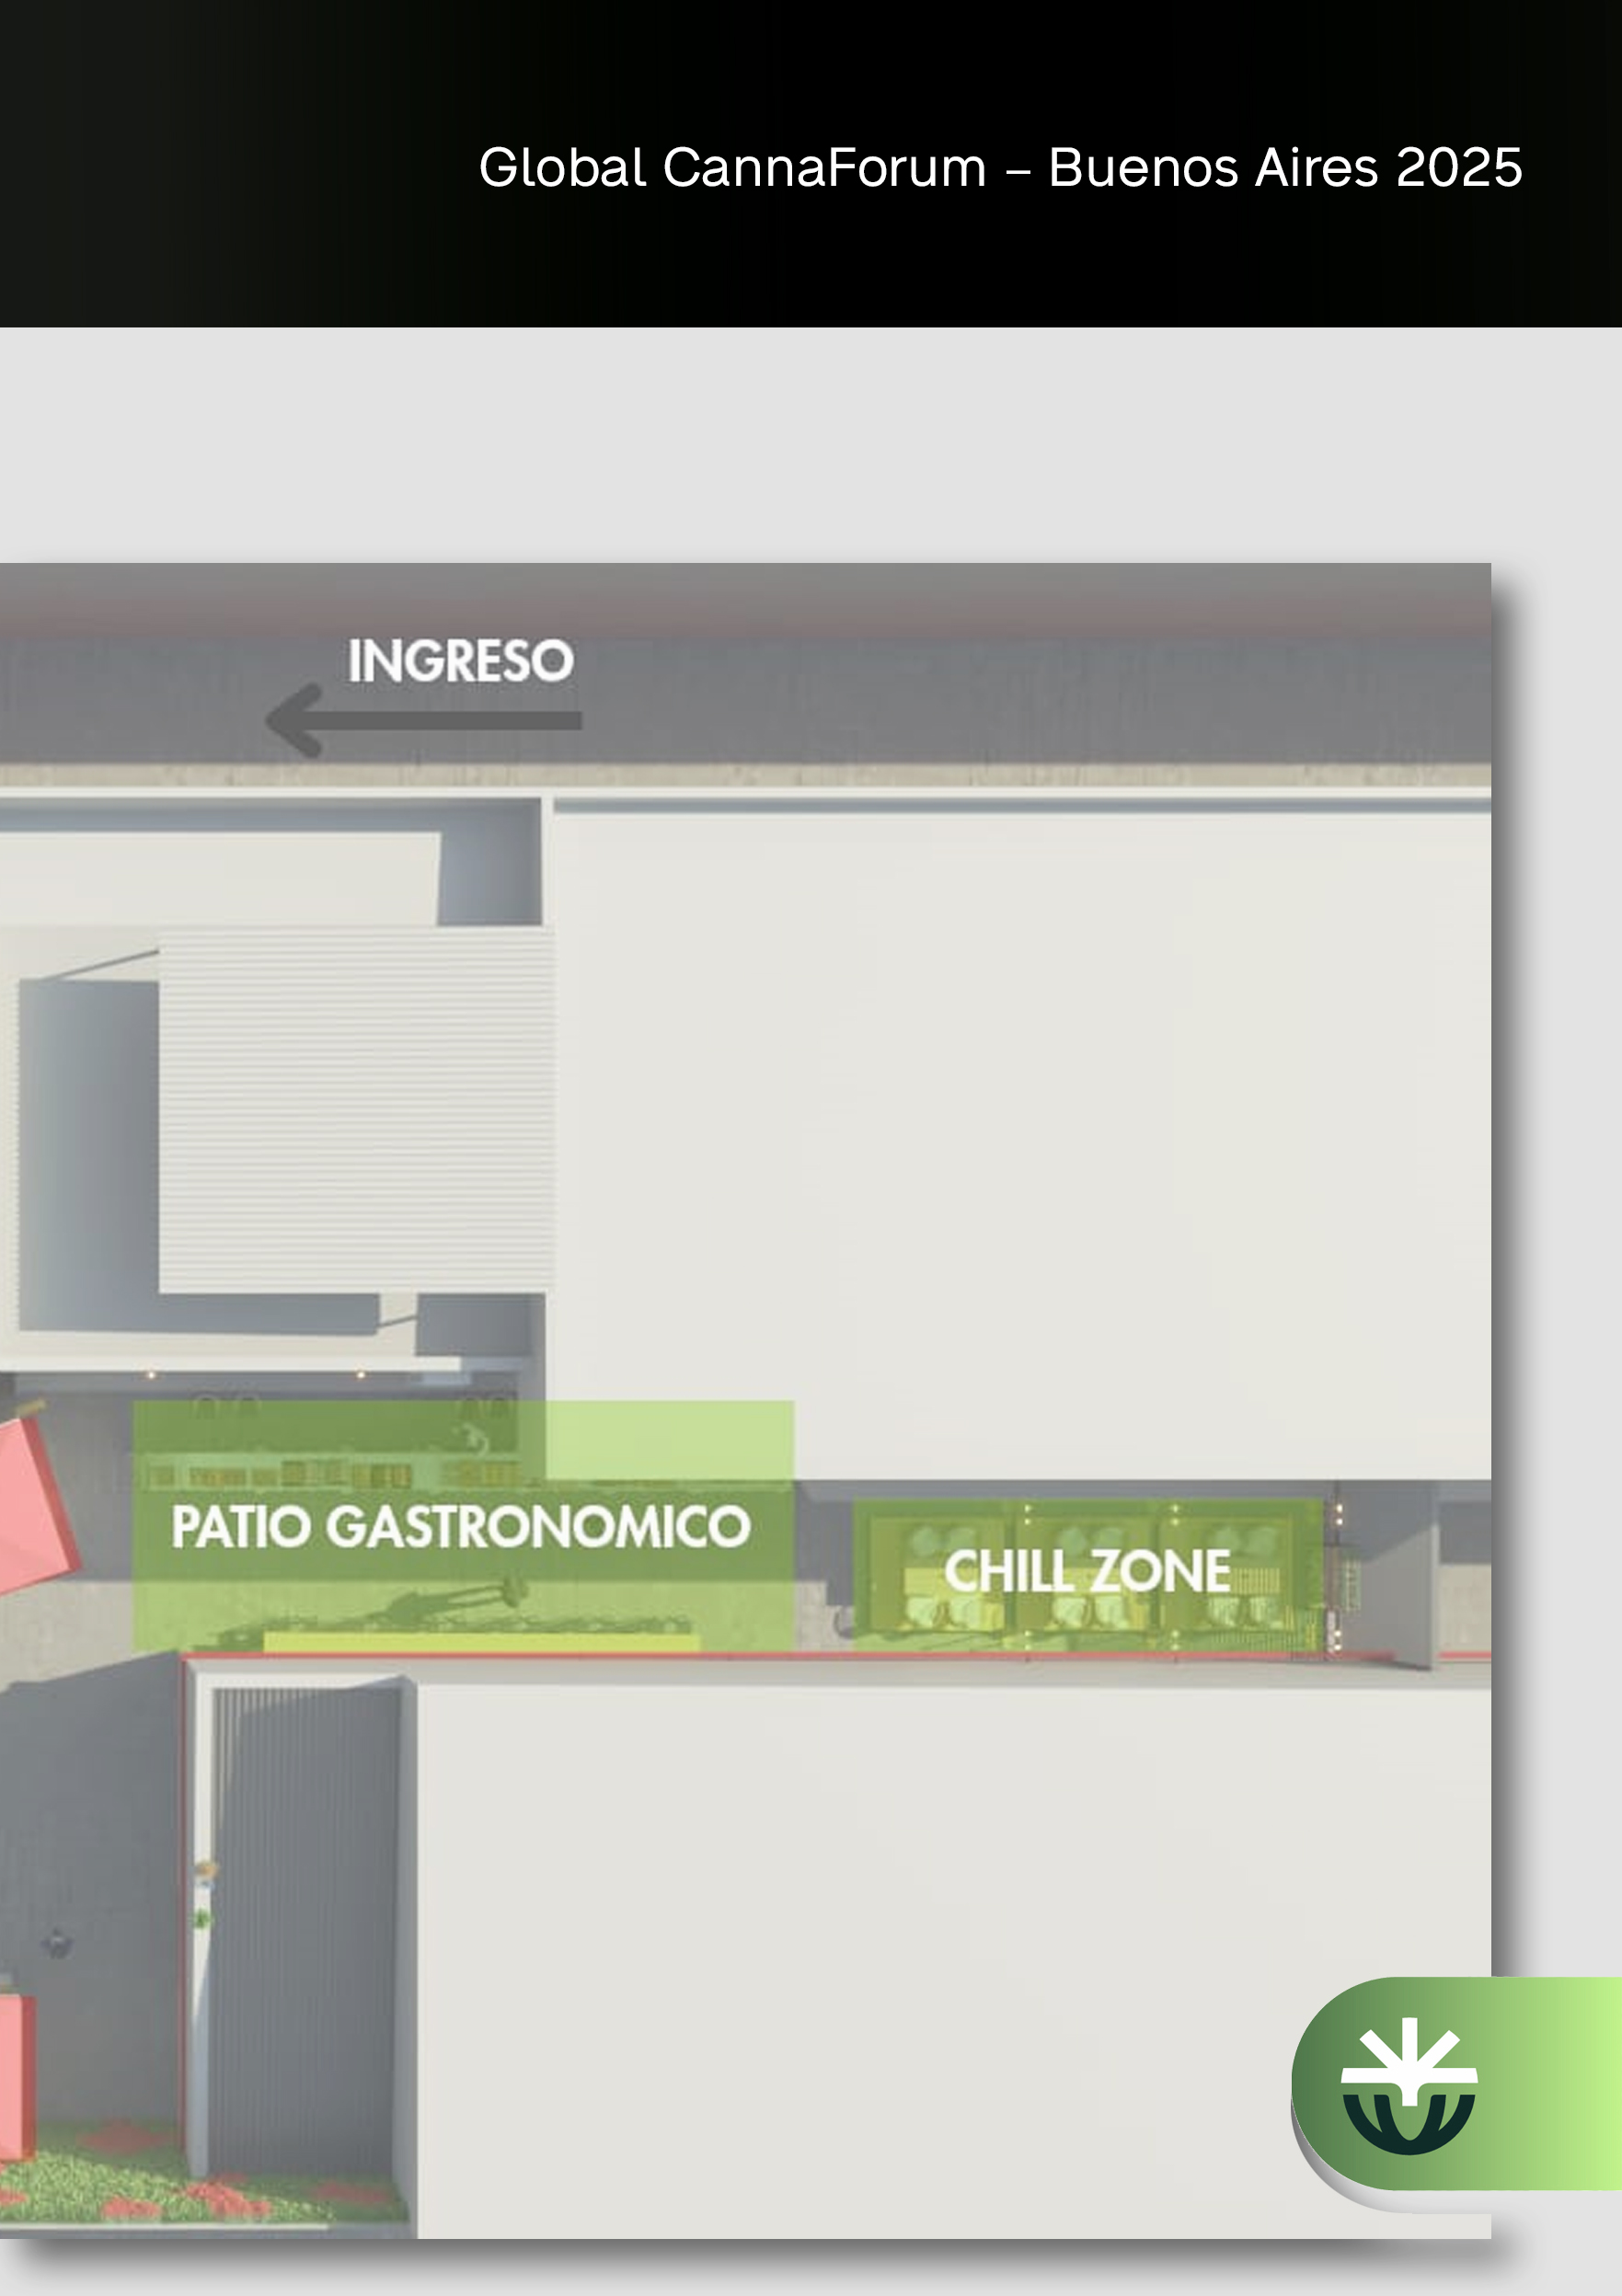 Global CannaForum – Buenos Aires 2025
INGRESO
PATIO GASTRONOMICO
CHILL ZONE